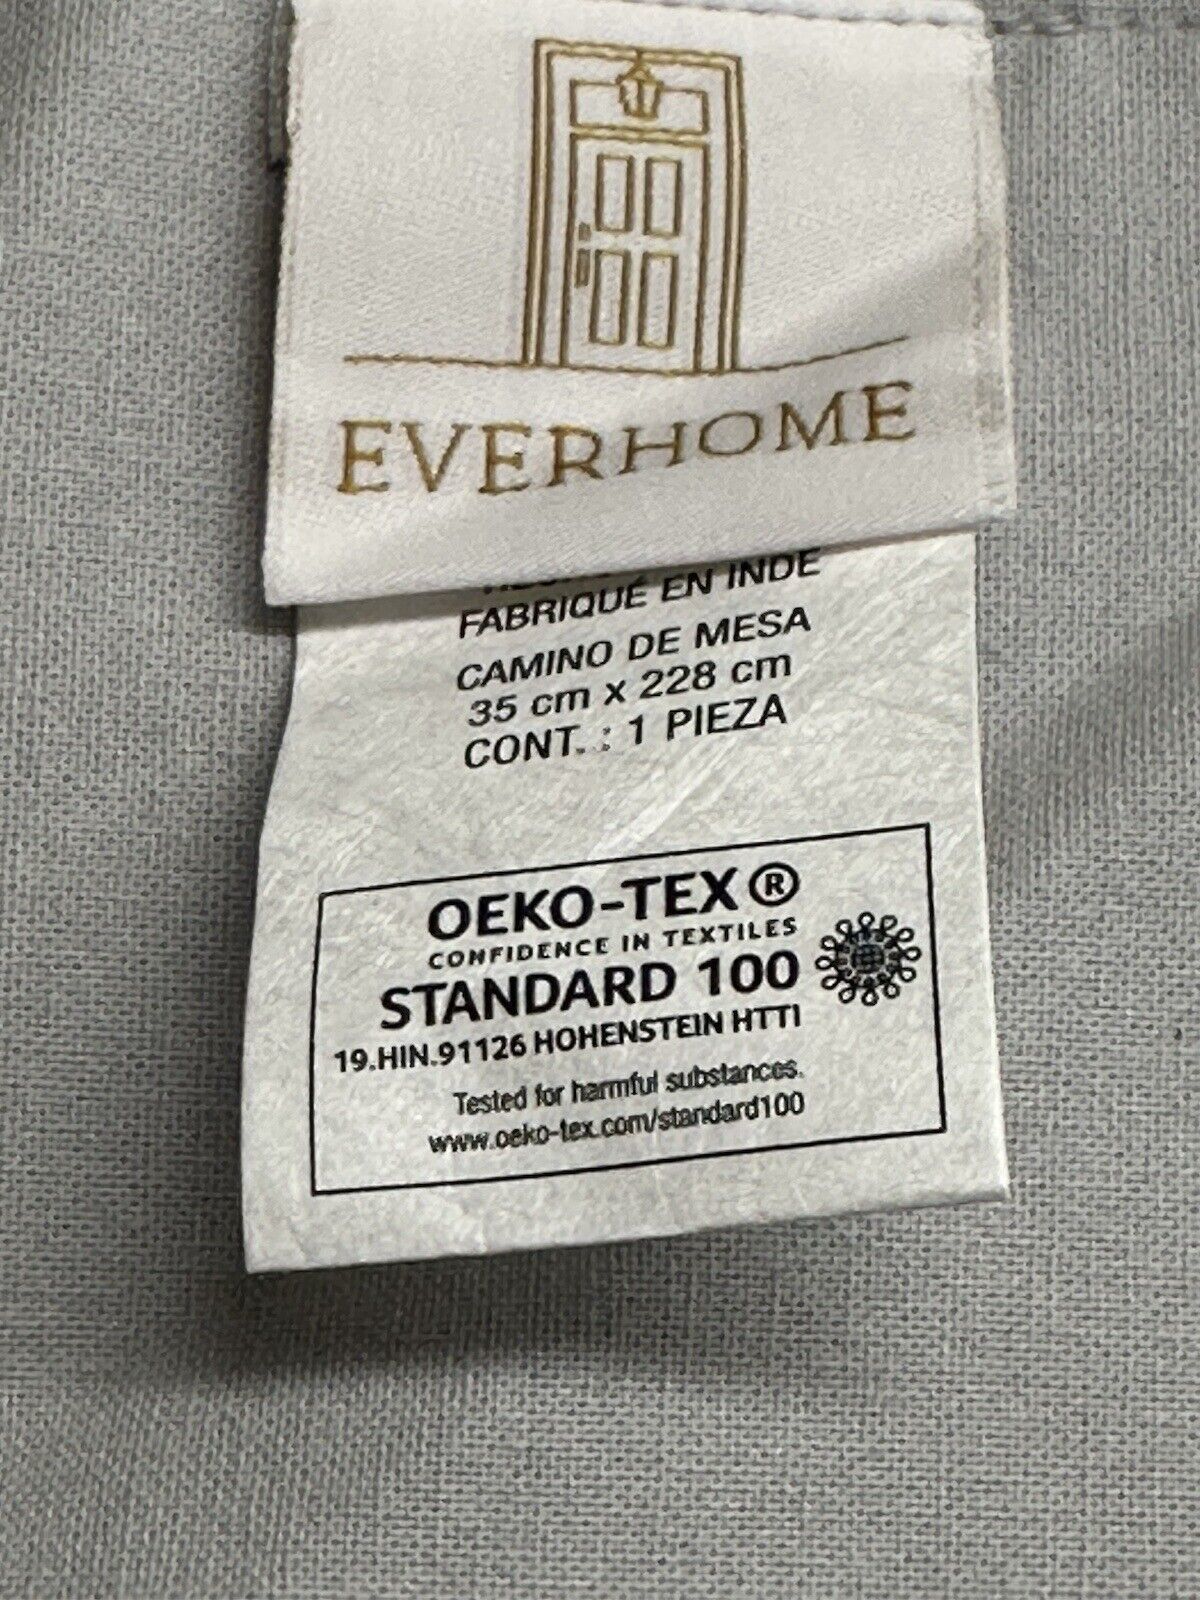 EVERHOME
FABRIQUÉ EN INDE
CAMINO DE MESA
35 cm x 228 cm
CONT. : 1 PIEZA
OEKO-TEX®
CONFIDENCE IN TEXTILES
STANDARD 100
19.HIN.91126 HOHENSTEIN HTTI
Tested for harmful substances.
www.oeko-tex.com/standard100